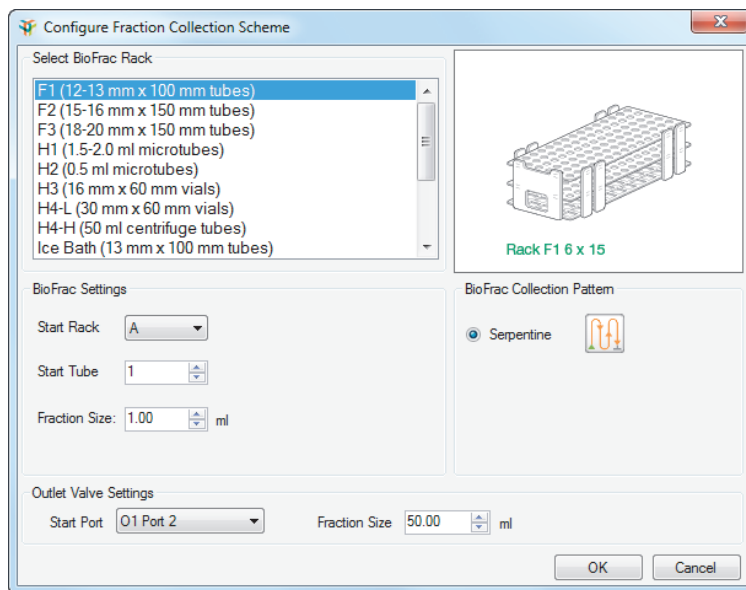 Configure Fraction Collection Scheme
Select BioFrac Rack
F1 (12-13 mm x 100 mm tubes)
F2 (15-16 mm x 150 mm tubes)
F3 (18-20 mm x 150 mm tubes)
H1 (1.5-2.0 ml microtubes)
H2 (0.5 ml microtubes)
H3 (16 mm x 60 mm vials)
H4-L (30 mm x 60 mm vials)
H4-H (50 ml centrifuge tubes)
Ice Bath (13 mm x 100 mm tubes)
Rack F1 6 x 15
BioFrac Settings
Start Rack A
Start Tube 1
Fraction Size: 1.00 ml
BioFrac Collection Pattern
Serpentine
Outlet Valve Settings
Start Port O1 Port 2 Fraction Size 50.00 ml
OK Cancel